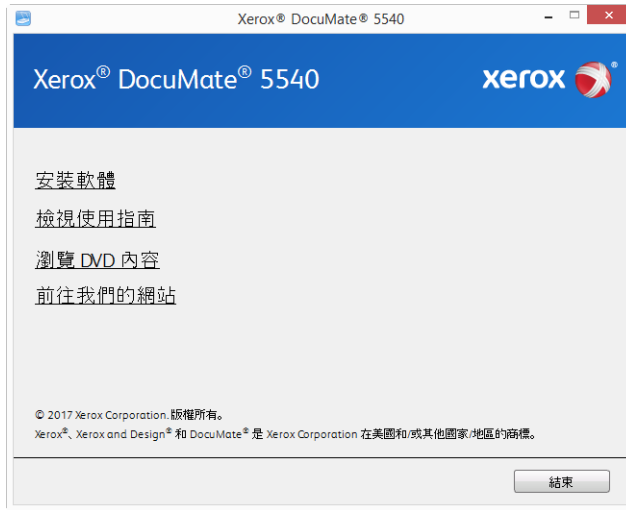 Xerox® DocuMate® 5540
Xerox® DocuMate® 5540
xerox®
安裝軟體
檢視使用指南
瀏覽 DVD 內容
前往我們的網站
© 2017 Xerox Corporation. 版權所有。
Xerox®、Xerox and Design® 和 DocuMate® 是 Xerox Corporation 在美國和/或其他國家/地區的商標。
結束